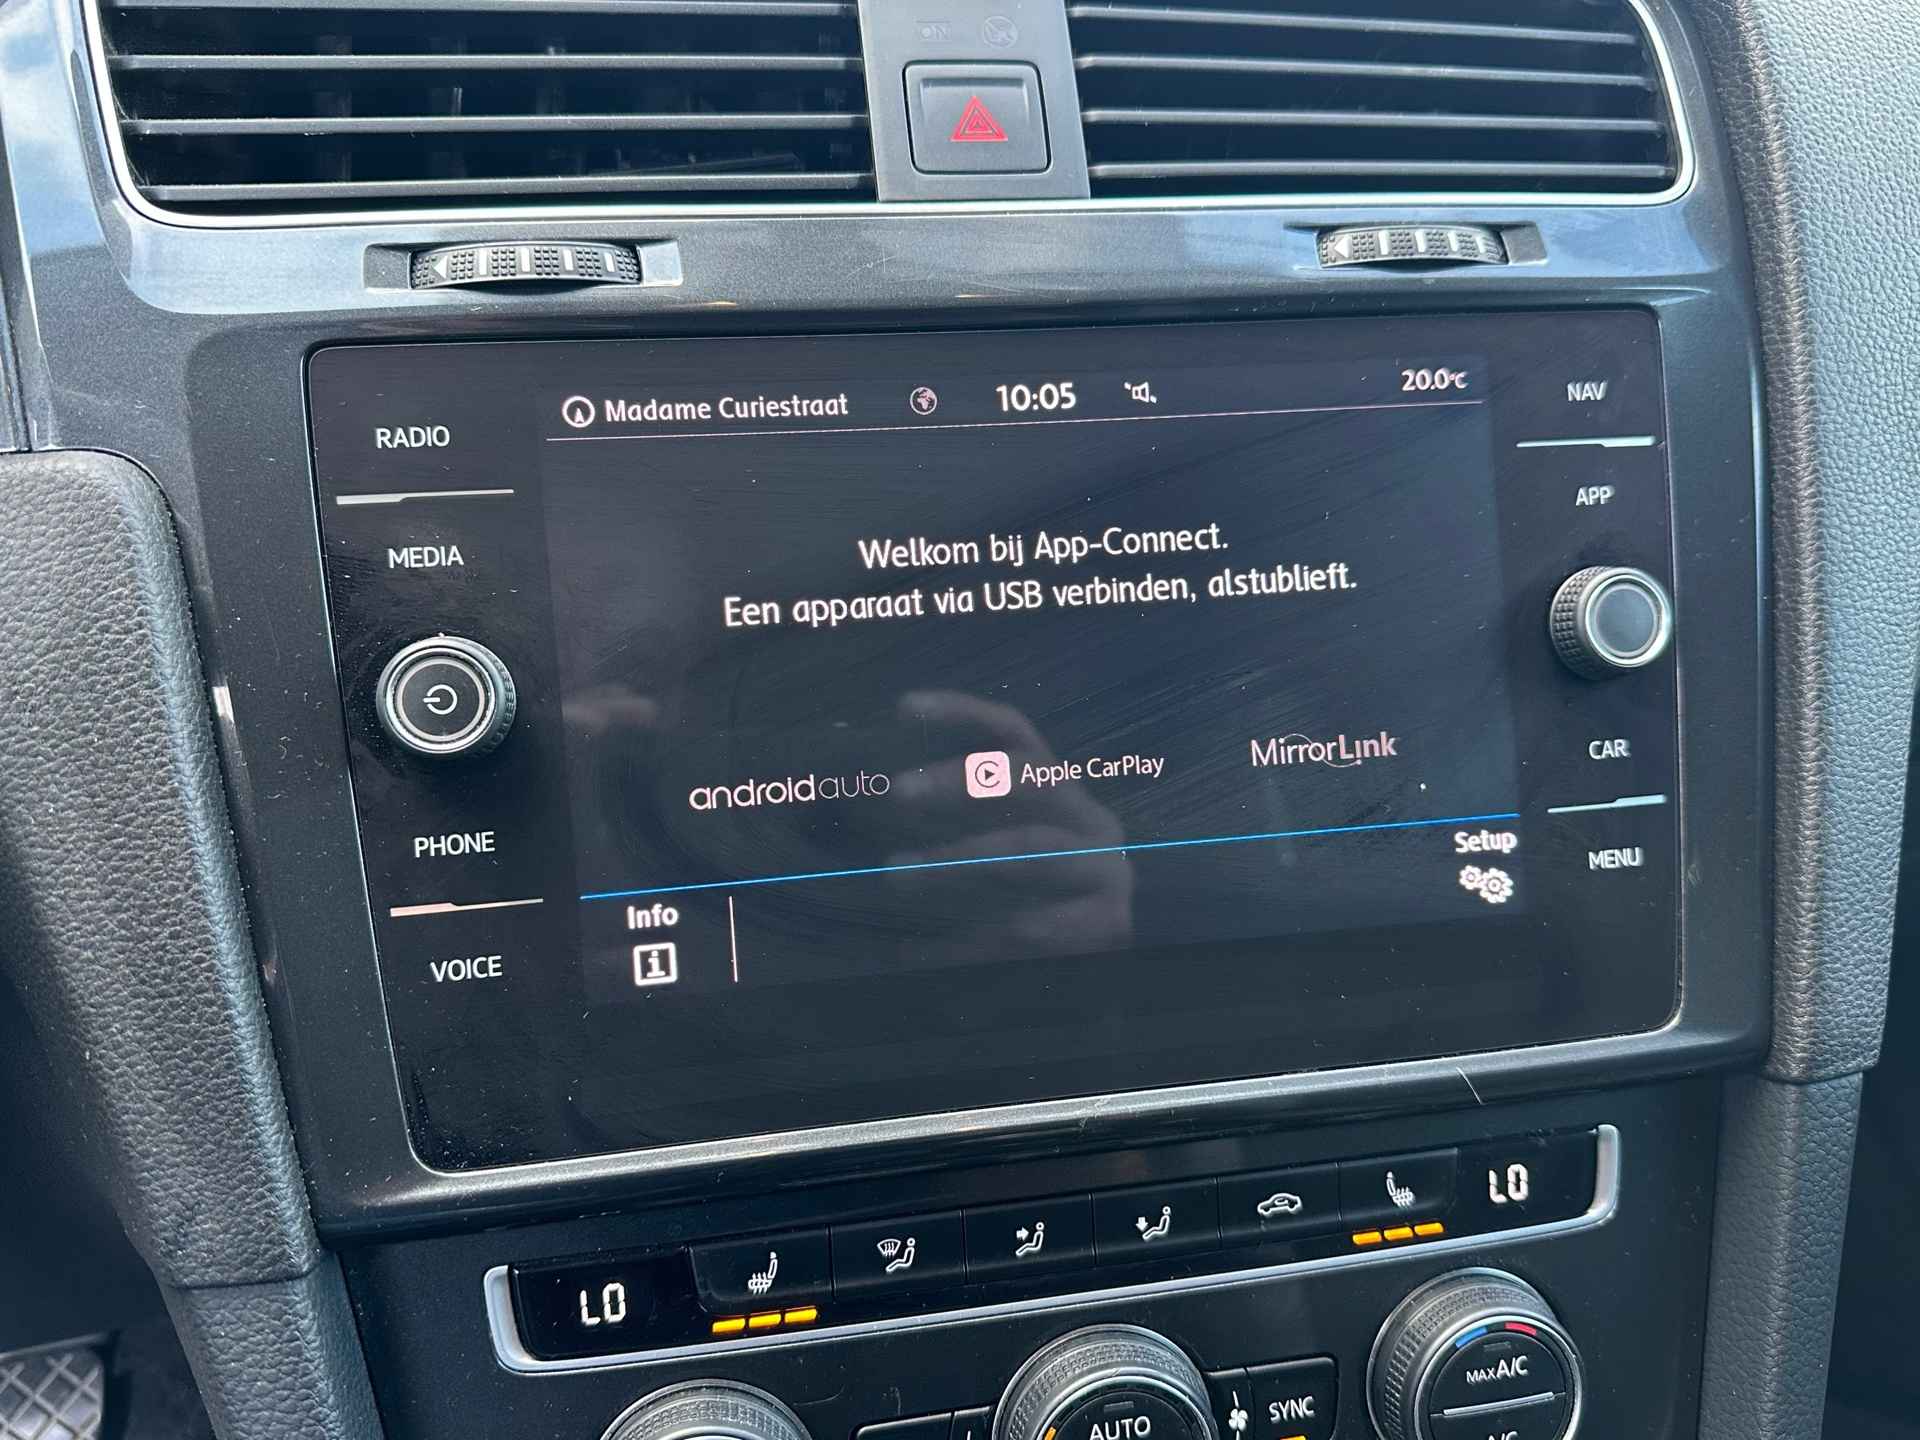 ON
Madame Curiestraat 10:05 20.0°C
RADIO
MEDIA
PHONE
VOICE
NAV
APP
CAR
MENU
Welkom bij App-Connect.
Een apparaat via USB verbinden, alstublieft.
androidauto Apple CarPlay MirrorLink
Setup
Info
LO LO
AUTO SYNC
MAX A/C
A/C